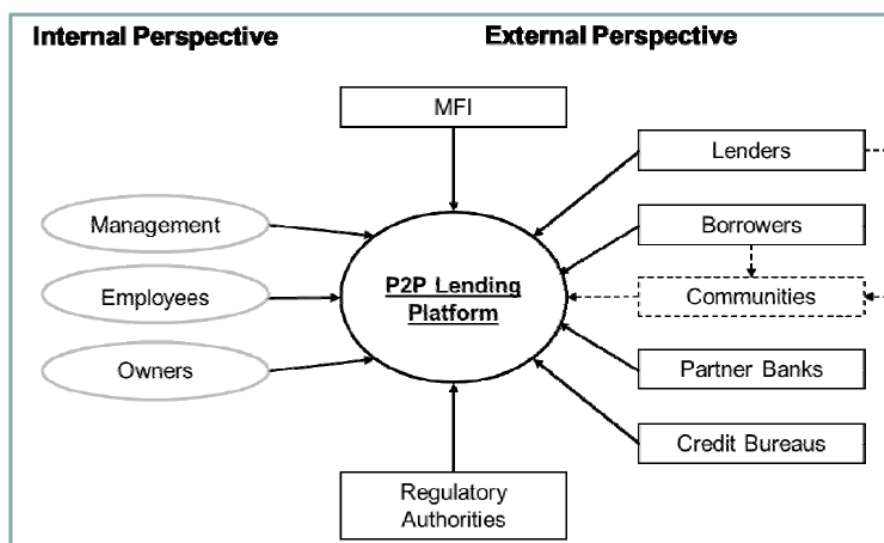 Internal Perspective
External Perspective
MFI
Lenders
Management
Borrowers
Employees
P2P Lending
Platform
Communities
Owners
Partner Banks
Credit Bureaus
Regulatory
Authorities